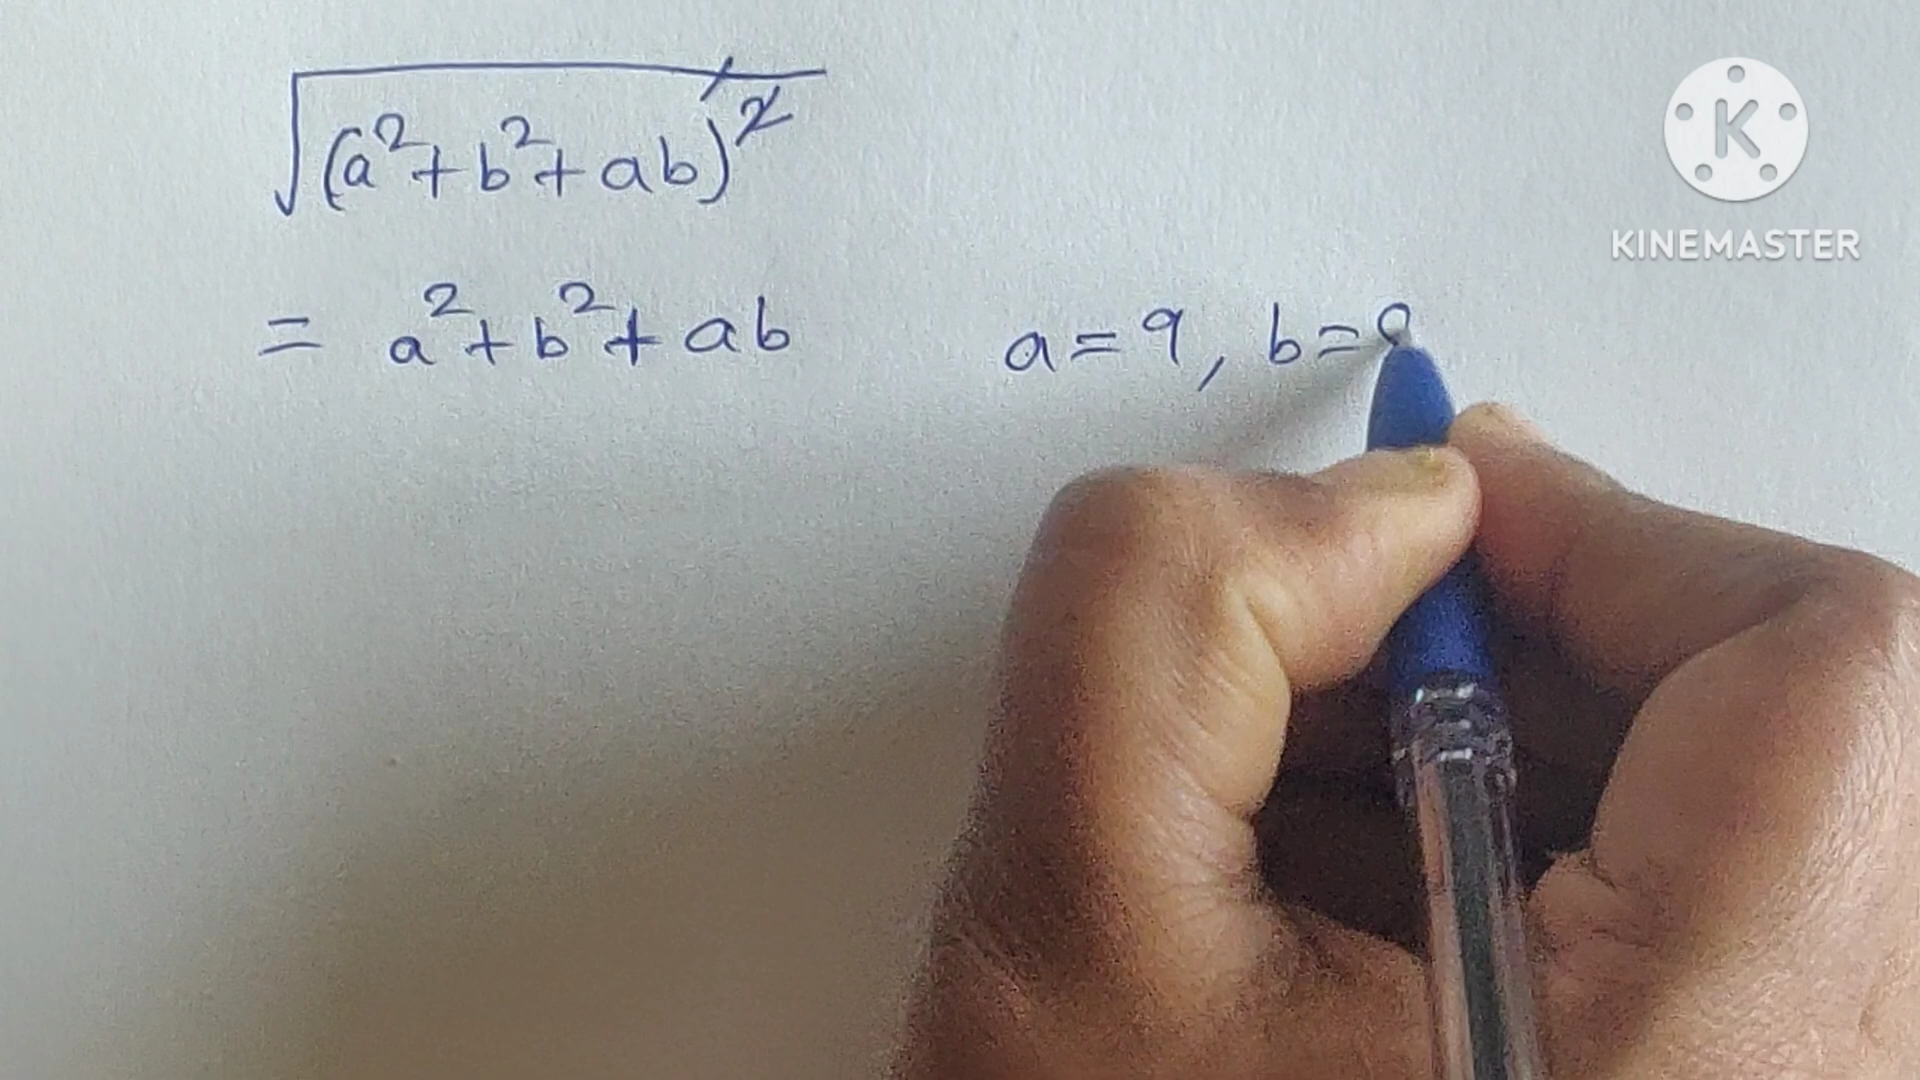 √(a²+b²+ab)²
= a²+b²+ab a=9, b=
K
KINEMASTER